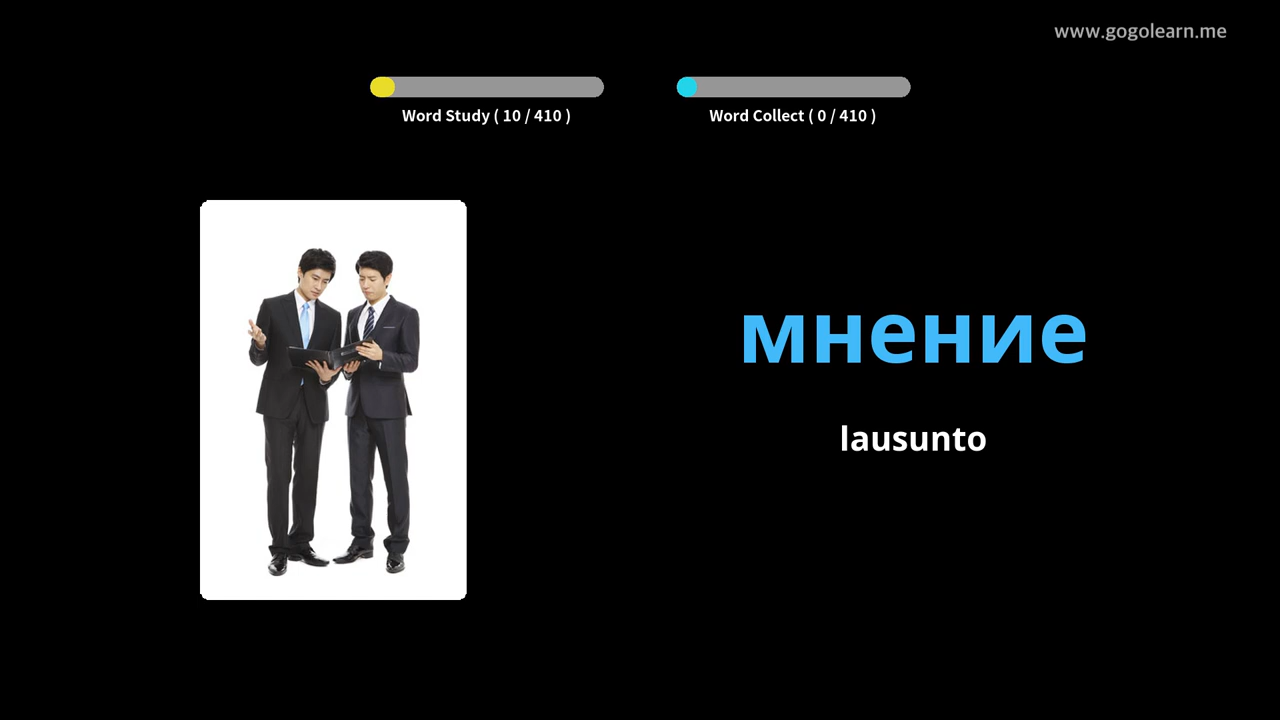 www.gogolearn.me
Word Study ( 10 / 410 )
Word Collect ( 0 / 410 )
мнение
lausunto